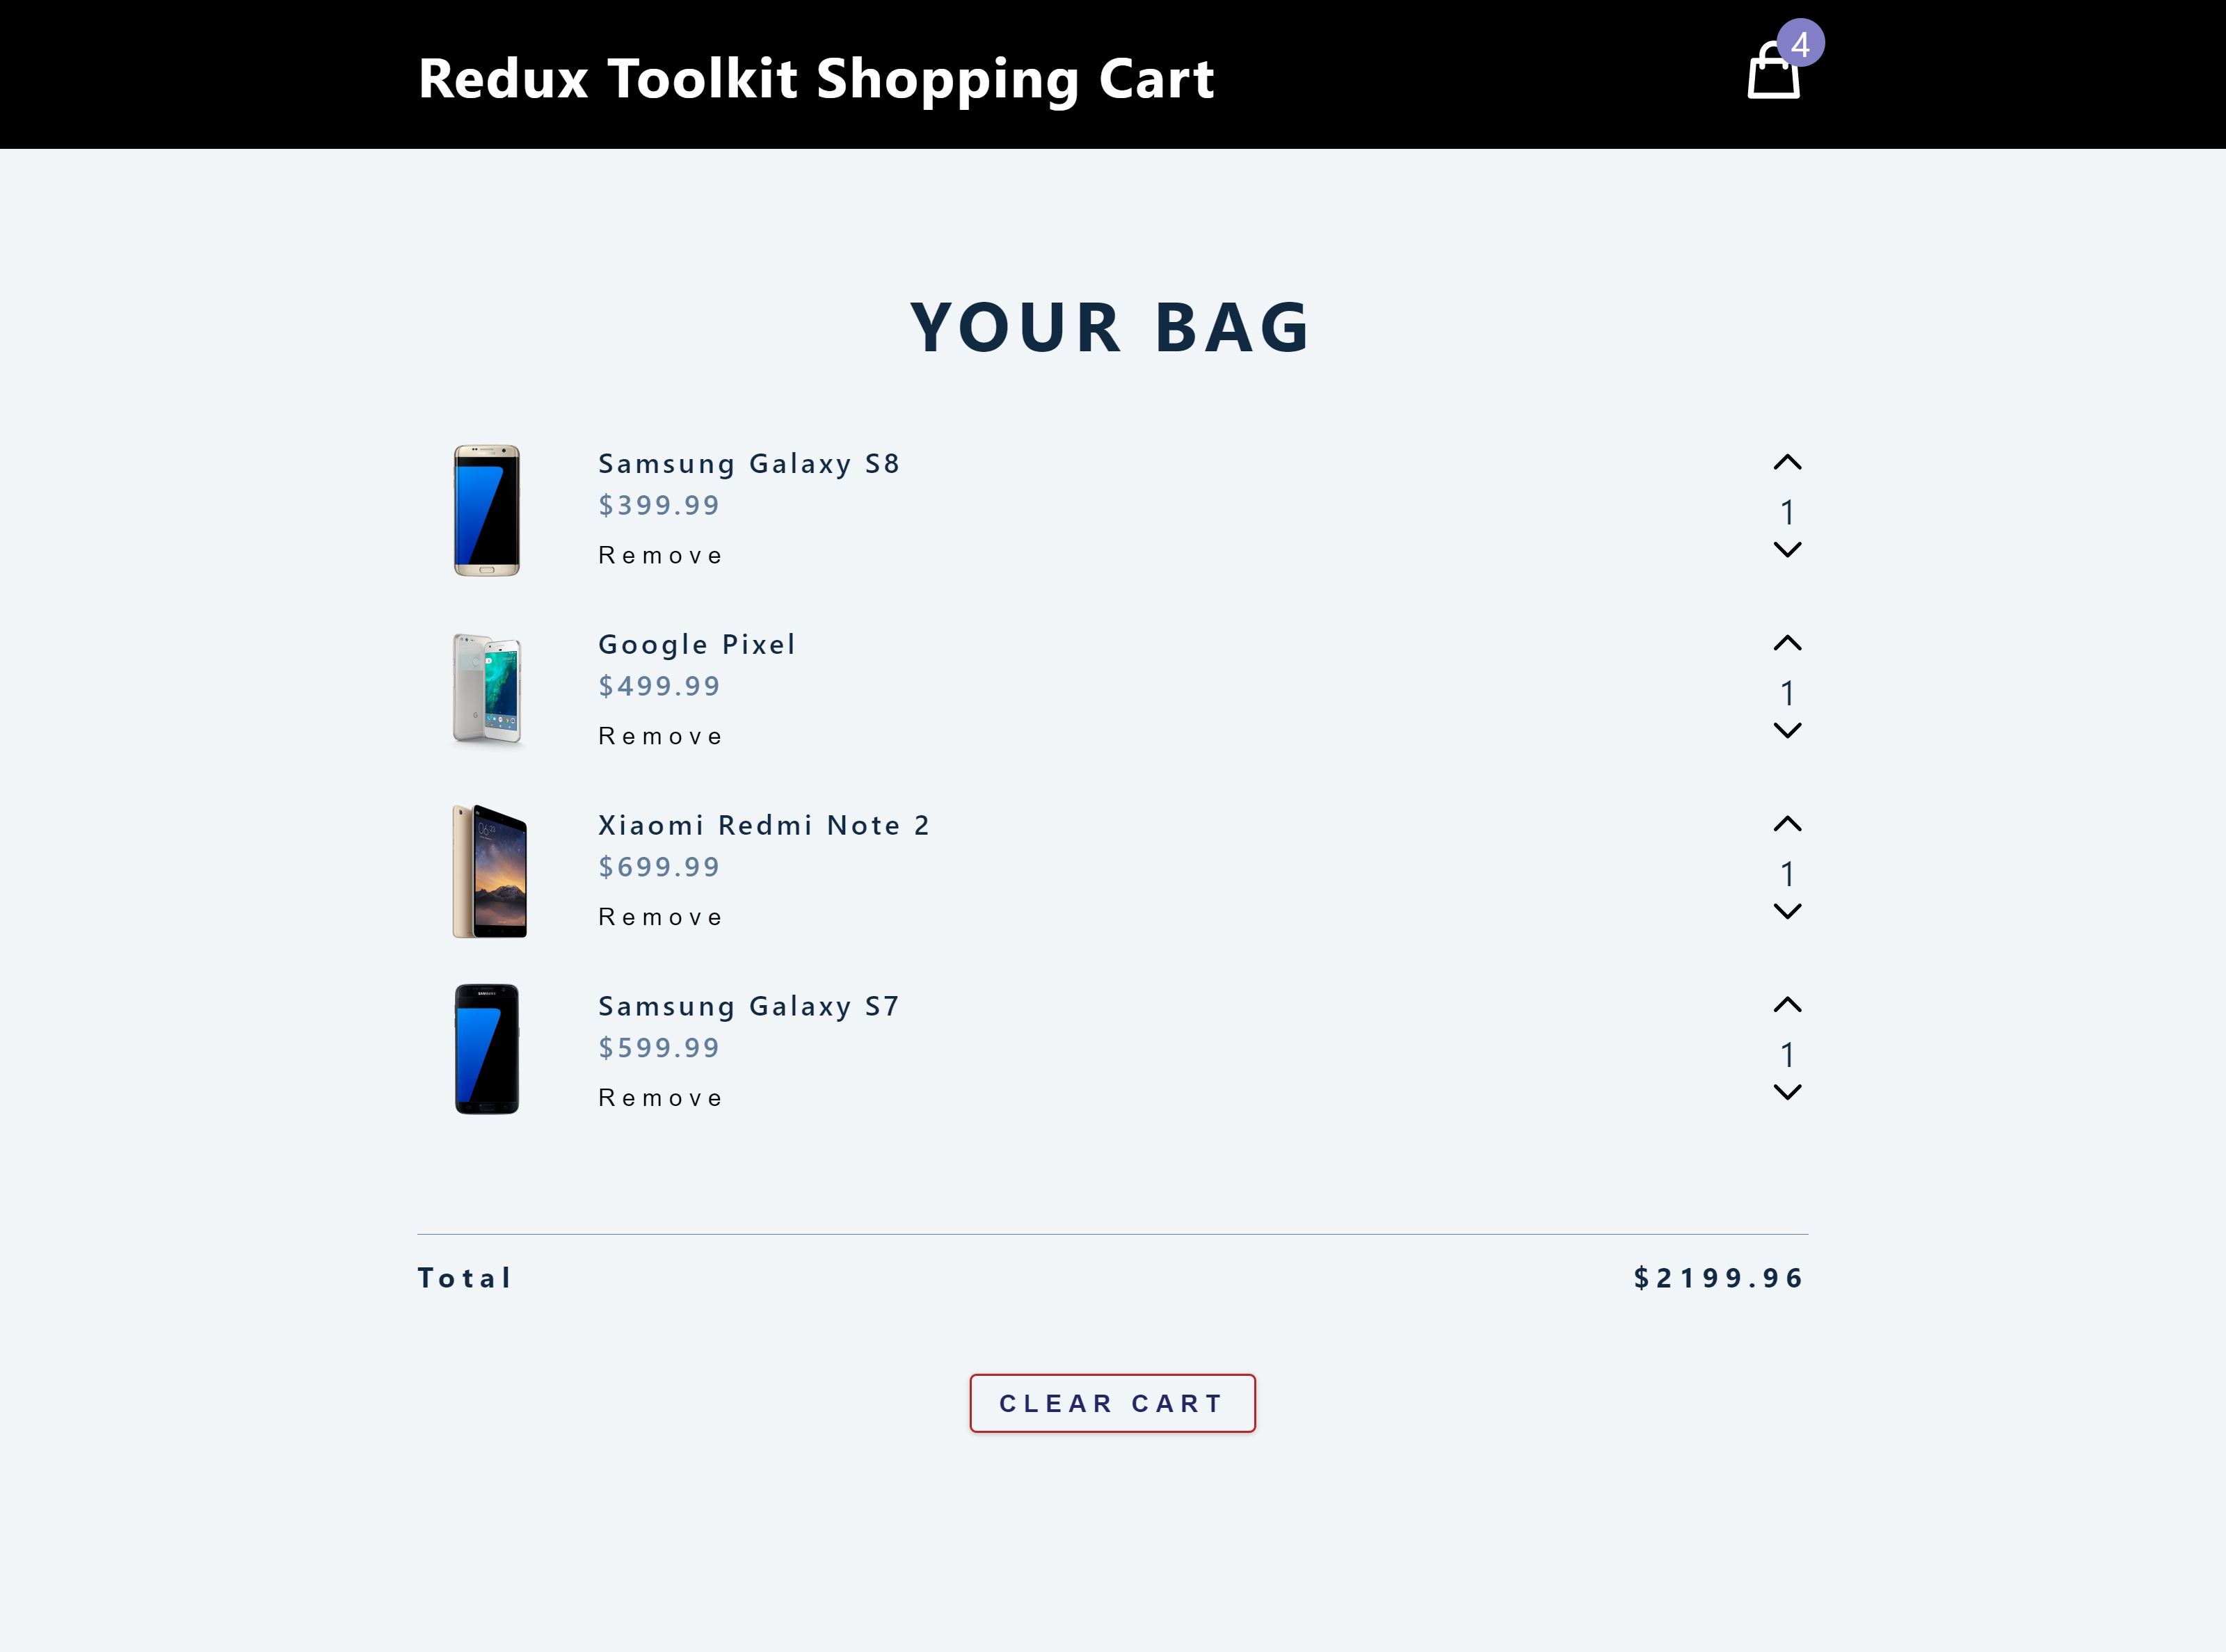 Redux Toolkit Shopping Cart
4
YOUR BAG
Samsung Galaxy S8
$399.99
Remove
1
Google Pixel
$499.99
Remove
1
Xiaomi Redmi Note 2
$699.99
Remove
1
Samsung Galaxy S7
$599.99
Remove
1
Total
$2199.96
CLEAR CART